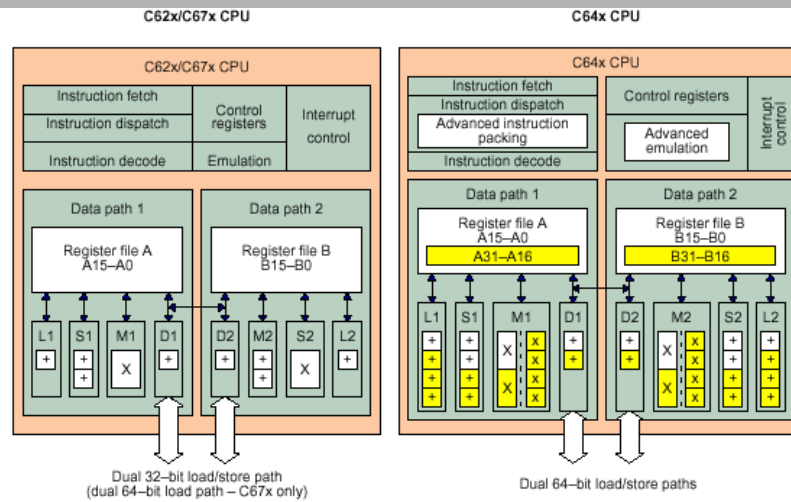 C62x/C67x CPU
C62x/C67x CPU
Instruction fetch
Instruction dispatch
Instruction decode
Control
registers
Emulation
Interrupt
control
Data path 1
Register file A
A15–A0
Data path 2
Register file B
B15–B0
L1
+
S1
+
+
M1
X
D1
+
D2
+
M2
+
+
S2
X
L2
+
Dual 32–bit load/store path
(dual 64–bit load path – C67x only)
C64x CPU
C64x CPU
Instruction fetch
Instruction dispatch
Advanced instruction
packing
Instruction decode
Control registers
Advanced
emulation
Interrupt
control
Data path 1
Register file A
A15–A0
A31–A16
Data path 2
Register file B
B15–B0
B31–B16
L1
+
+
+
+
S1
+
+
+
+
M1
X
X
x
x
x
x
D1
+
+
D2
+
+
M2
X
X
x
x
x
x
S2
+
+
+
+
L2
+
+
+
+
Dual 64–bit load/store paths